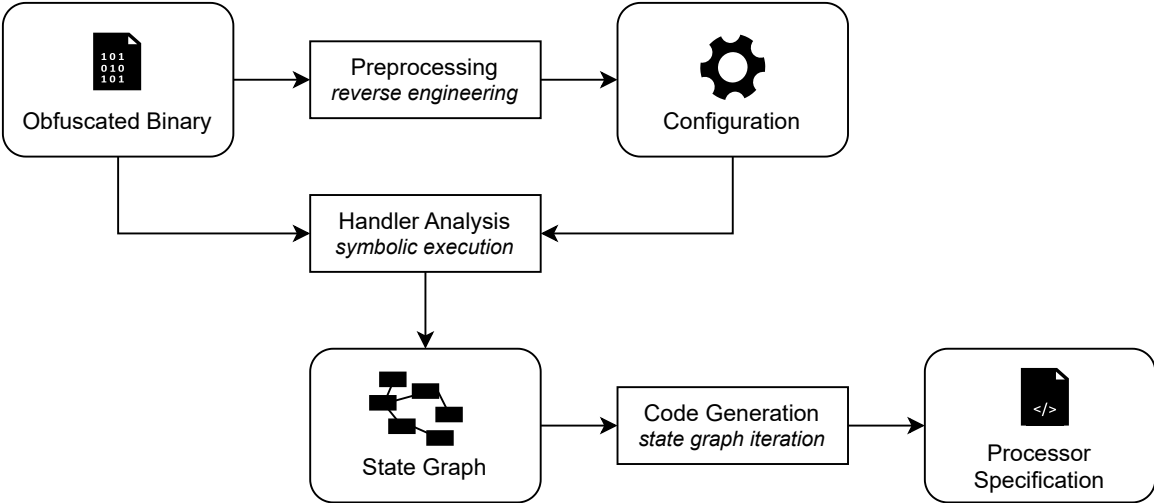 101
010
101
Obfuscated Binary
Preprocessing
reverse engineering
Configuration
Handler Analysis
symbolic execution
State Graph
Code Generation
state graph iteration
</>
Processor
Specification